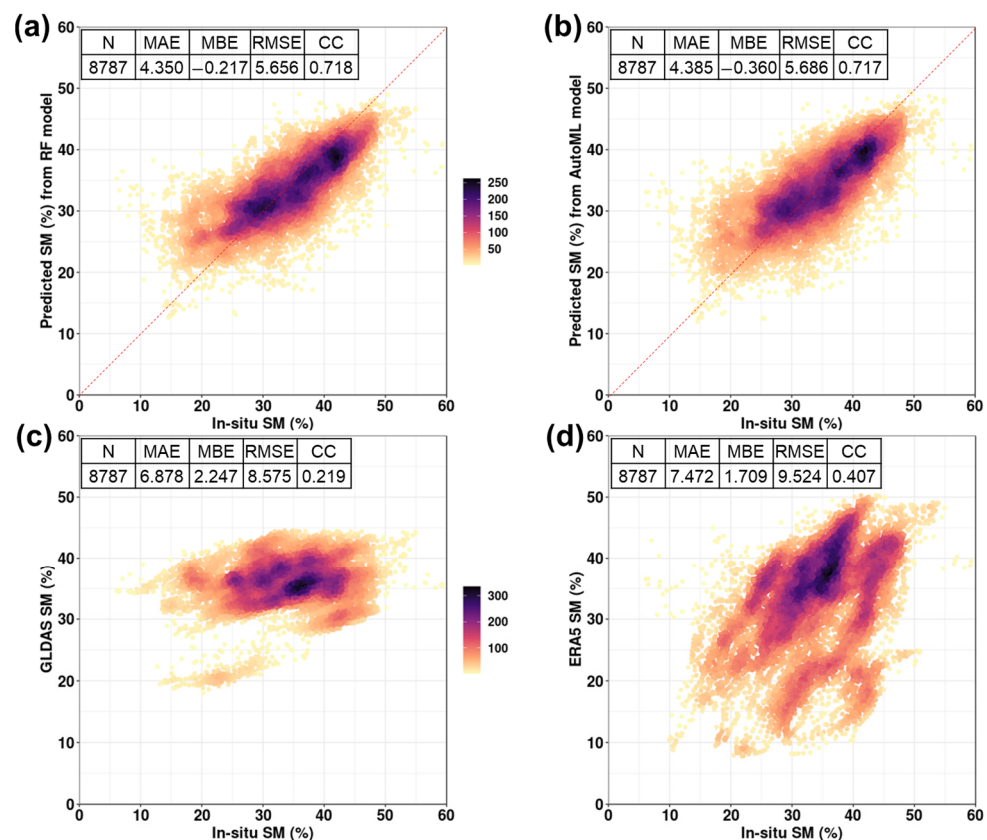 (a)
N MAE MBE RMSE CC
8787 4.350 −0.217 5.656 0.718
60
50
40
30
20
10
0
Predicted SM (%) from RF model
0 10 20 30 40 50 60
In-situ SM (%)
250
200
150
100
50
(b)
N MAE MBE RMSE CC
8787 4.385 −0.360 5.686 0.717
60
50
40
30
20
10
0
Predicted SM (%) from AutoML model
0 10 20 30 40 50 60
In-situ SM (%)
(c)
N MAE MBE RMSE CC
8787 6.878 2.247 8.575 0.219
60
50
40
30
20
10
0
GLDAS SM (%)
0 10 20 30 40 50 60
In-situ SM (%)
300
200
100
(d)
N MAE MBE RMSE CC
8787 7.472 1.709 9.524 0.407
60
50
40
30
20
10
0
ERA5 SM (%)
0 10 20 30 40 50 60
In-situ SM (%)